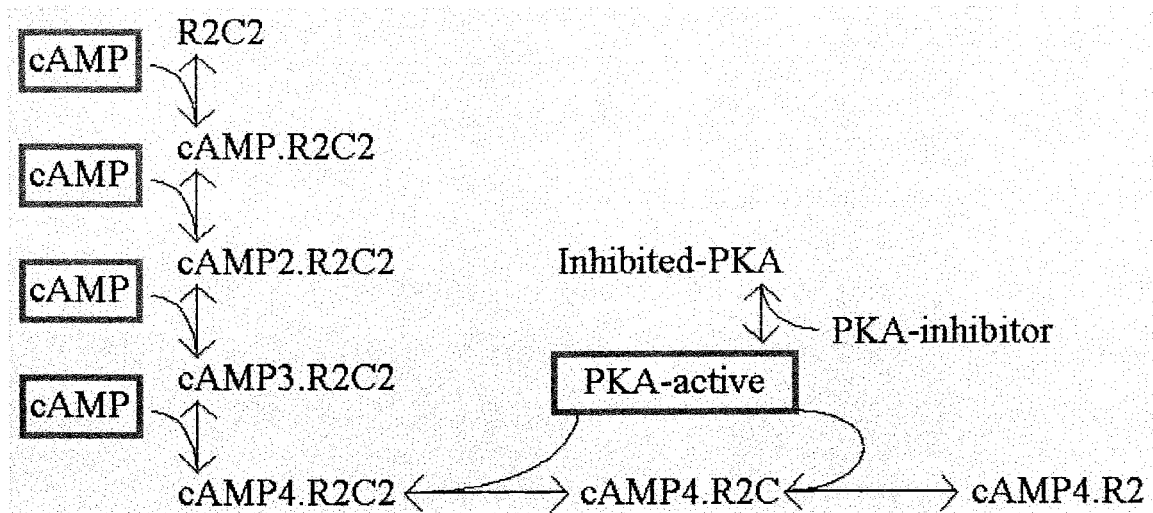 R2C2
cAMP
cAMP.R2C2
cAMP
cAMP2.R2C2
Inhibited-PKA
cAMP
PKA-inhibitor
cAMP3.R2C2
PKA-active
cAMP
cAMP4.R2C2
cAMP4.R2C
cAMP4.R2